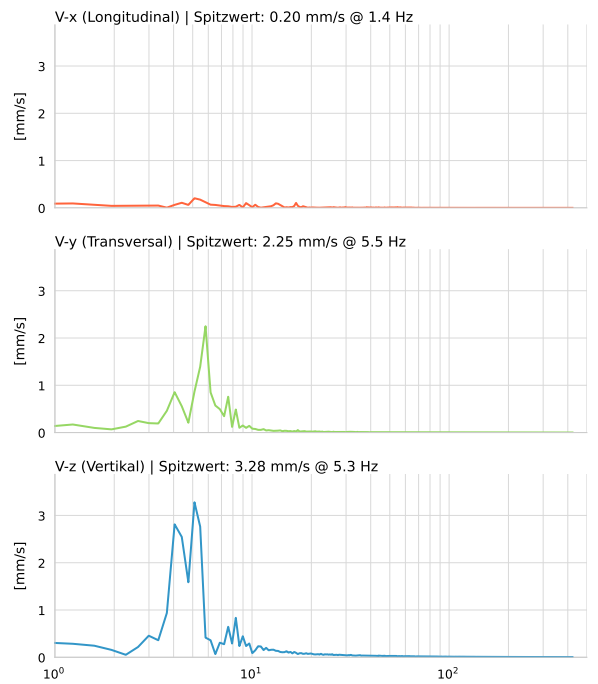 V-x (Longitudinal) | Spitzwert: 0.20 mm/s @ 1.4 Hz
3
2
1
0
[mm/s]
V-y (Transversal) | Spitzwert: 2.25 mm/s @ 5.5 Hz
3
2
1
0
[mm/s]
V-z (Vertikal) | Spitzwert: 3.28 mm/s @ 5.3 Hz
3
2
1
0
[mm/s]
10⁰ 10¹ 10²